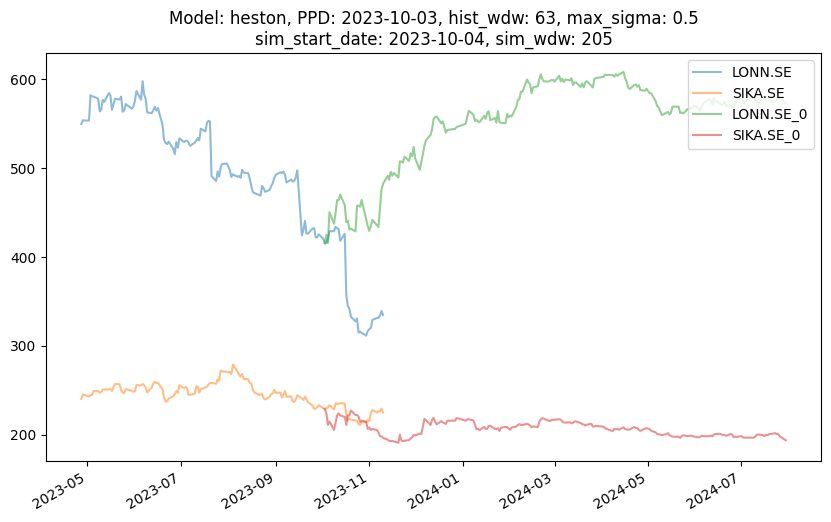 Model: heston, PPD: 2023-10-03, hist_wdw: 63, max_sigma: 0.5
sim_start_date: 2023-10-04, sim_wdw: 205
600
500
400
300
200
LONN.SE
SIKA.SE
LONN.SE_0
SIKA.SE_0
2023-05
2023-07
2023-09
2023-11
2024-01
2024-03
2024-05
2024-07